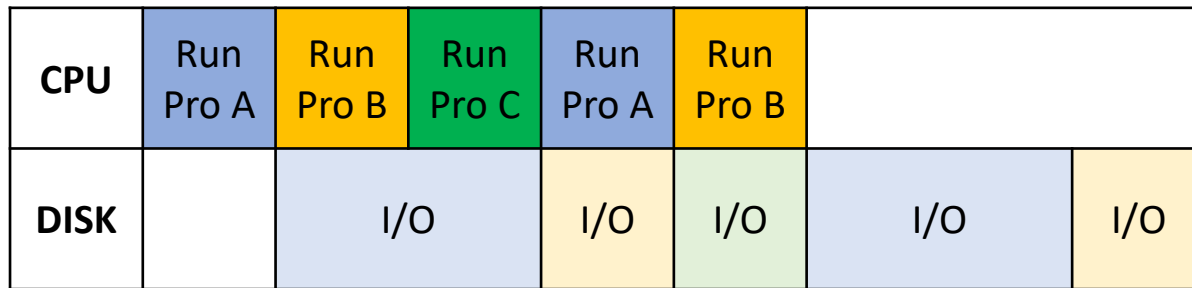 CPU
Run
Pro A
Run
Pro B
Run
Pro C
Run
Pro A
Run
Pro B
DISK
I/O
I/O
I/O
I/O
I/O